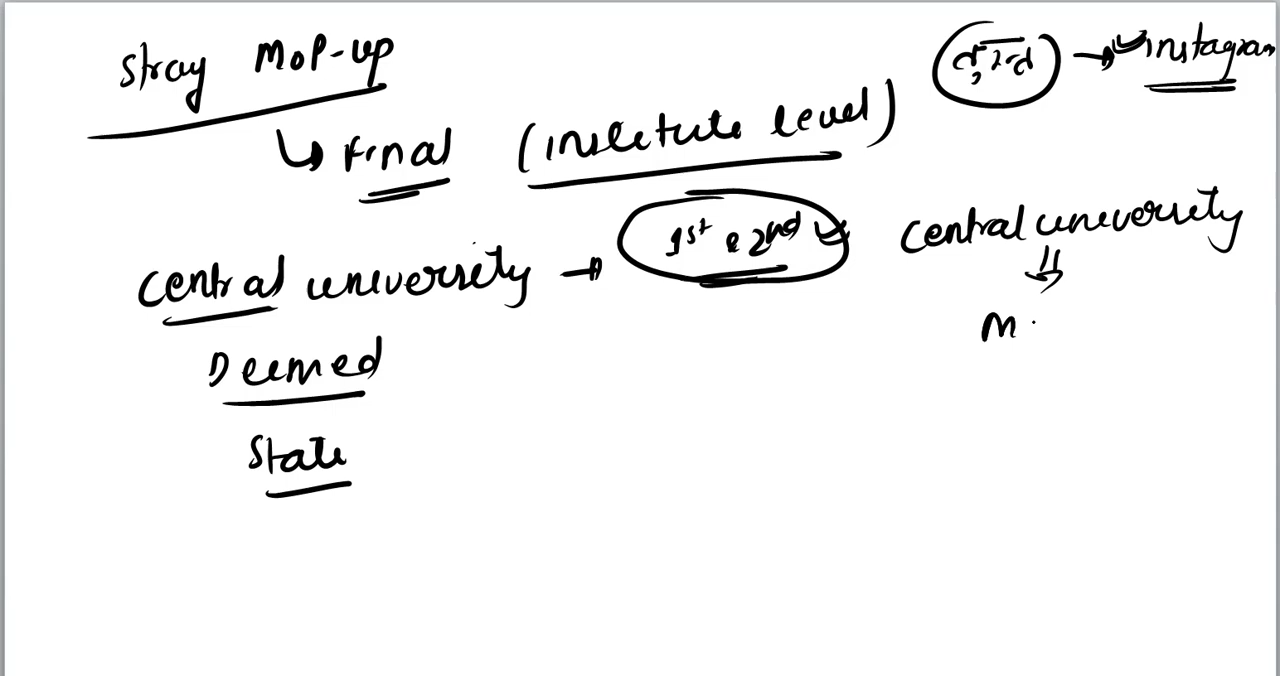 Stray MOP-up
→ instagram
↳ final (institute level)
central university → 1st & 2nd
central university
⇓
M.
Deemed
State